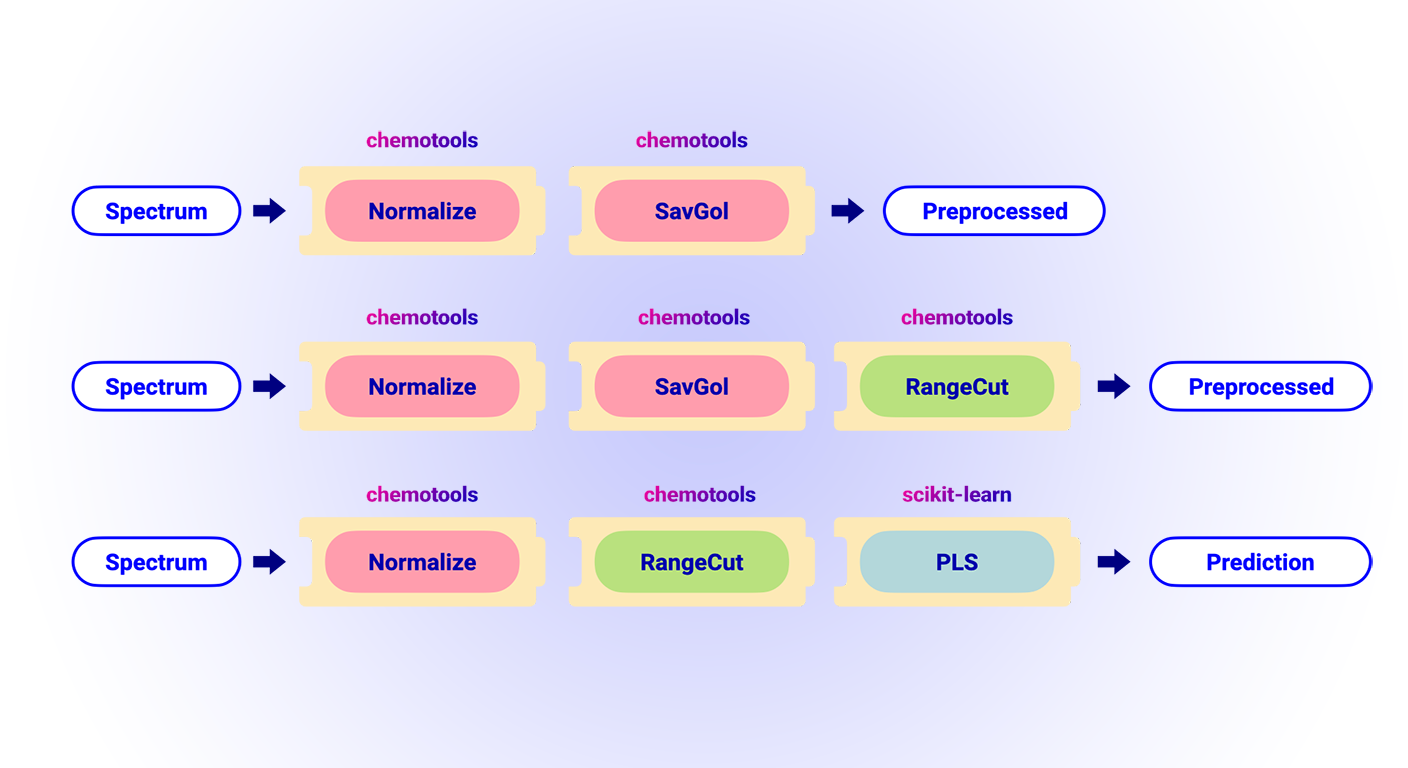 chemotools chemotools
Spectrum Normalize SavGol Preprocessed
chemotools chemotools chemotools
Spectrum Normalize SavGol RangeCut Preprocessed
chemotools chemotools scikit-learn
Spectrum Normalize RangeCut PLS Prediction